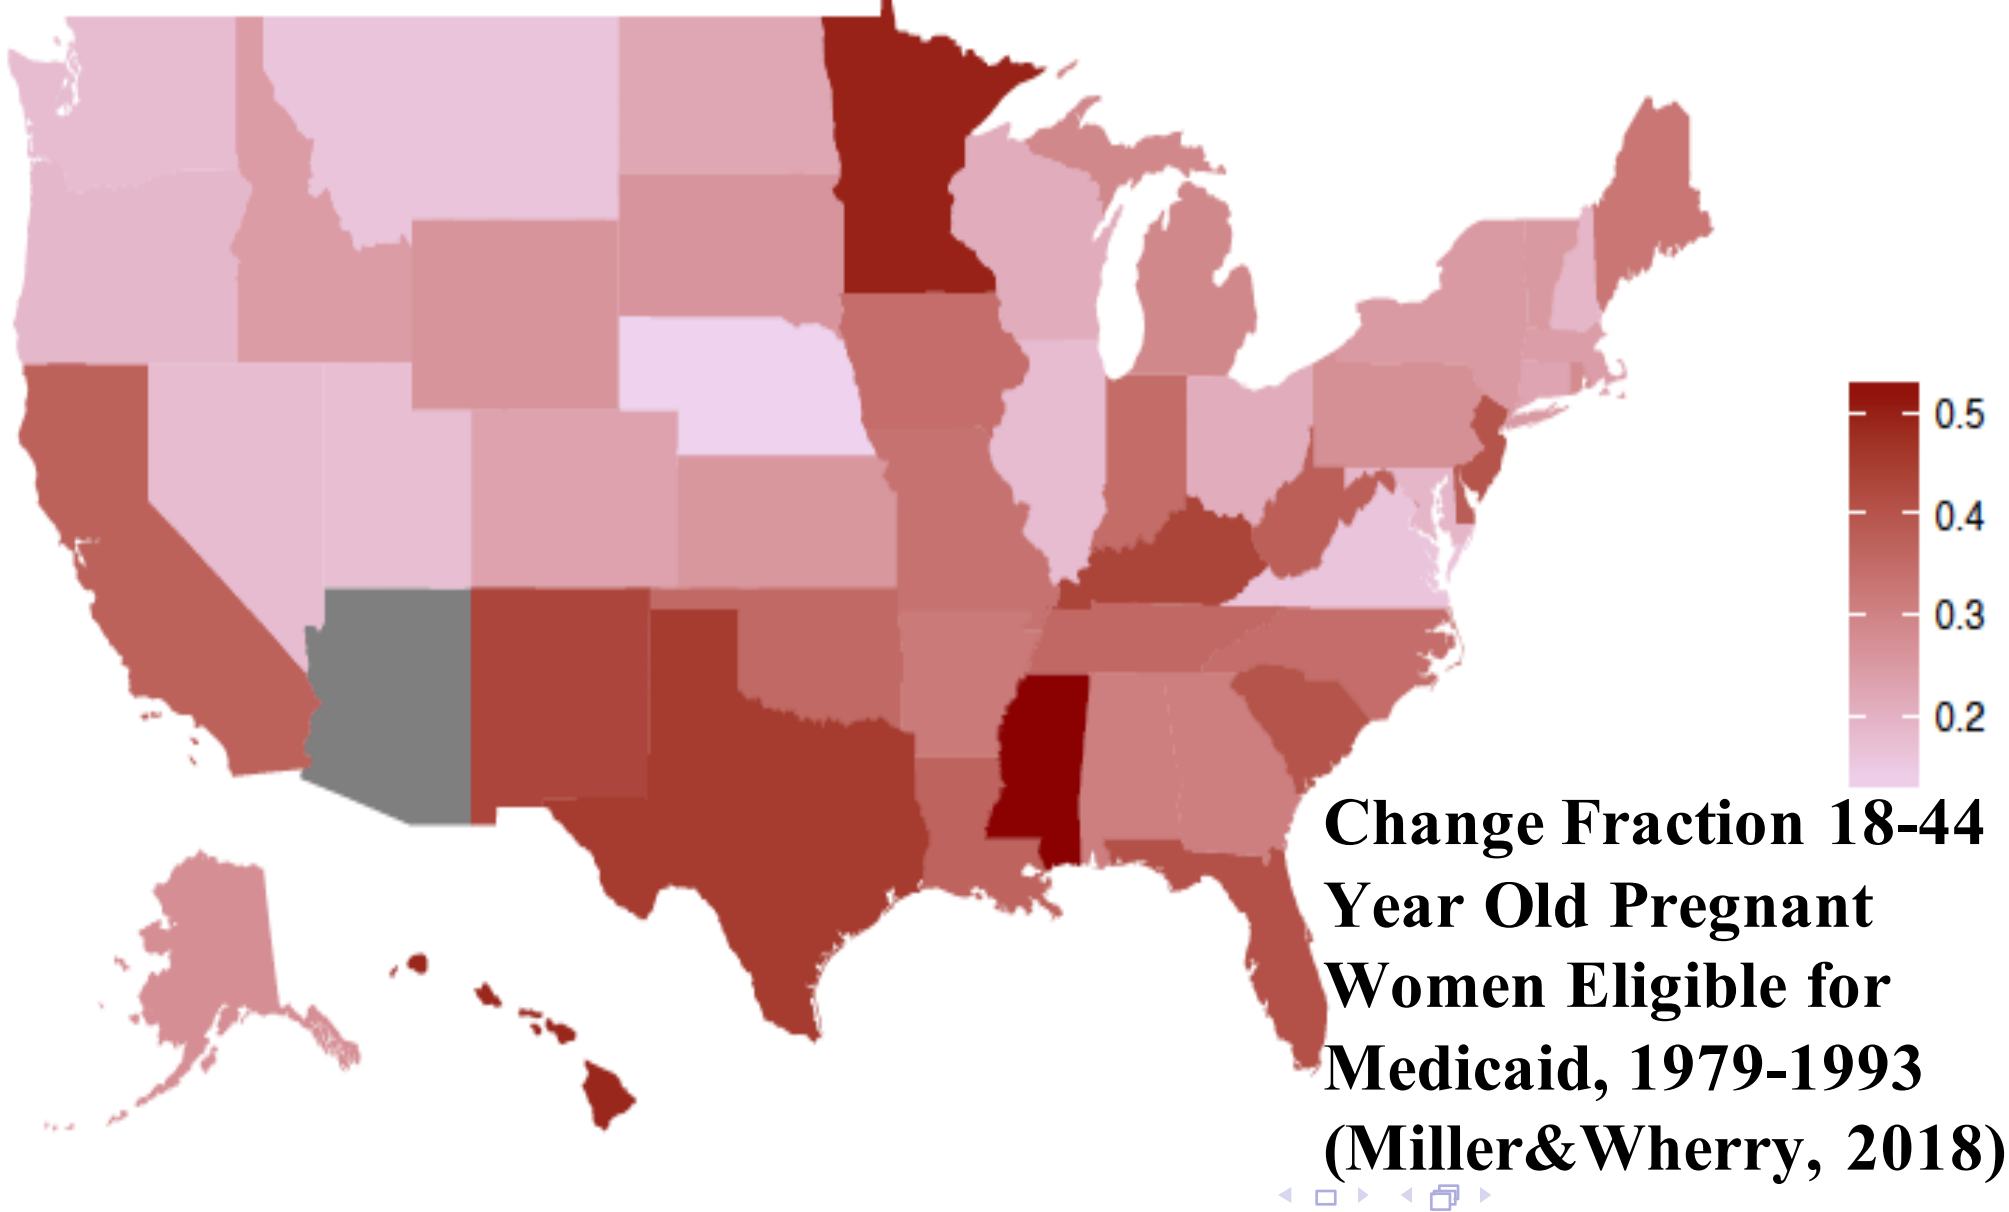 0.5
0.4
0.3
0.2
Change Fraction 18-44
Year Old Pregnant
Women Eligible for
Medicaid, 1979-1993
(Miller&Wherry, 2018)